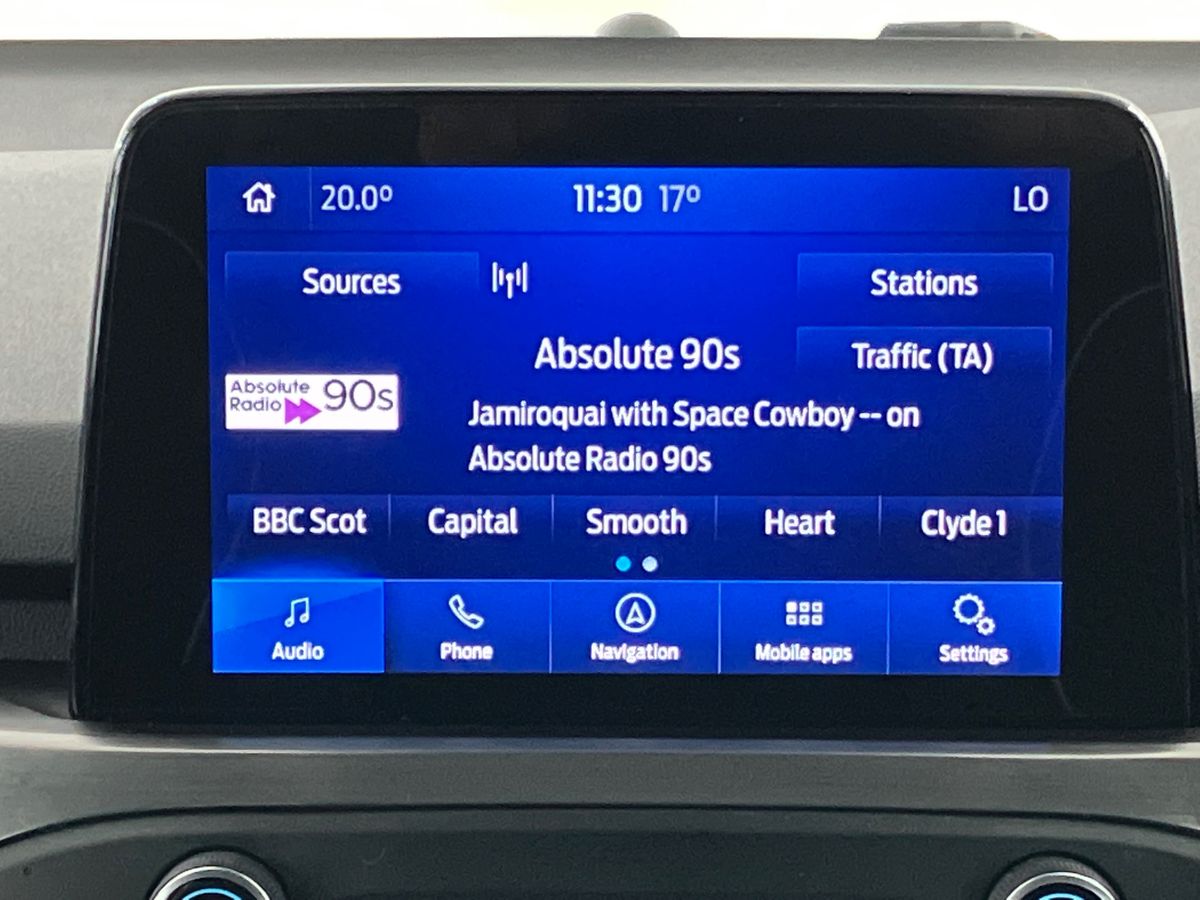 20.0° 11:30 17° LO
Sources Stations
Absolute 90s Traffic (TA)
Absolute
Radio 90s
Jamiroquai with Space Cowboy -- on
Absolute Radio 90s
BBC Scot Capital Smooth Heart Clyde 1
Audio Phone Navigation Mobile apps Settings